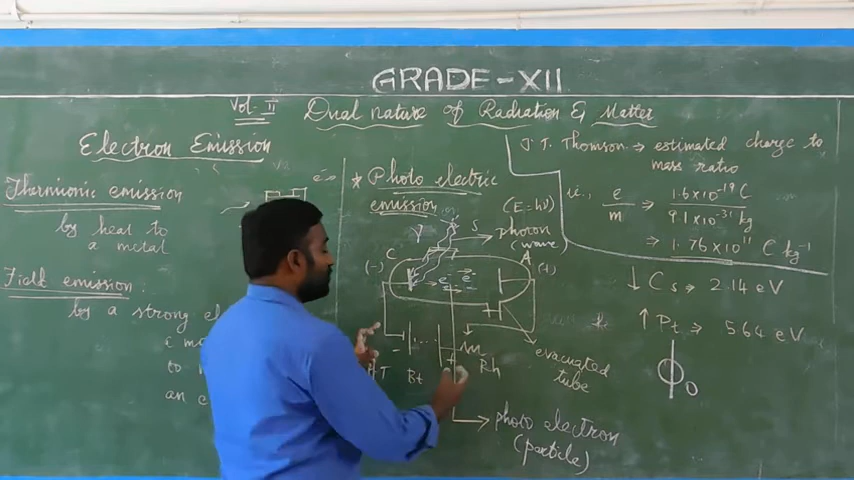 GRADE-XII
Vol-II Dual nature of Radiation & Matter
Electron Emission
Thermionic emission
by heat to
a metal
Field emission:
by a strong el
a m
to
an
e-
* Photo electric
emission
(E=hν)
γ
S
photon
(wave)
C
A
(-)
(+)
e- e-
-
+
HT Bt Rh
evacuated
tube
photo electron
(particle)
J. J. Thomson → estimated charge to
mass ratio
i.e., e/m → 1.6×10⁻¹⁹ C / 9.1×10⁻³¹ kg
⇒ 1.76×10¹¹ C kg⁻¹
↓ Cs → 2.14 eV
↑ Pt → 5.64 eV